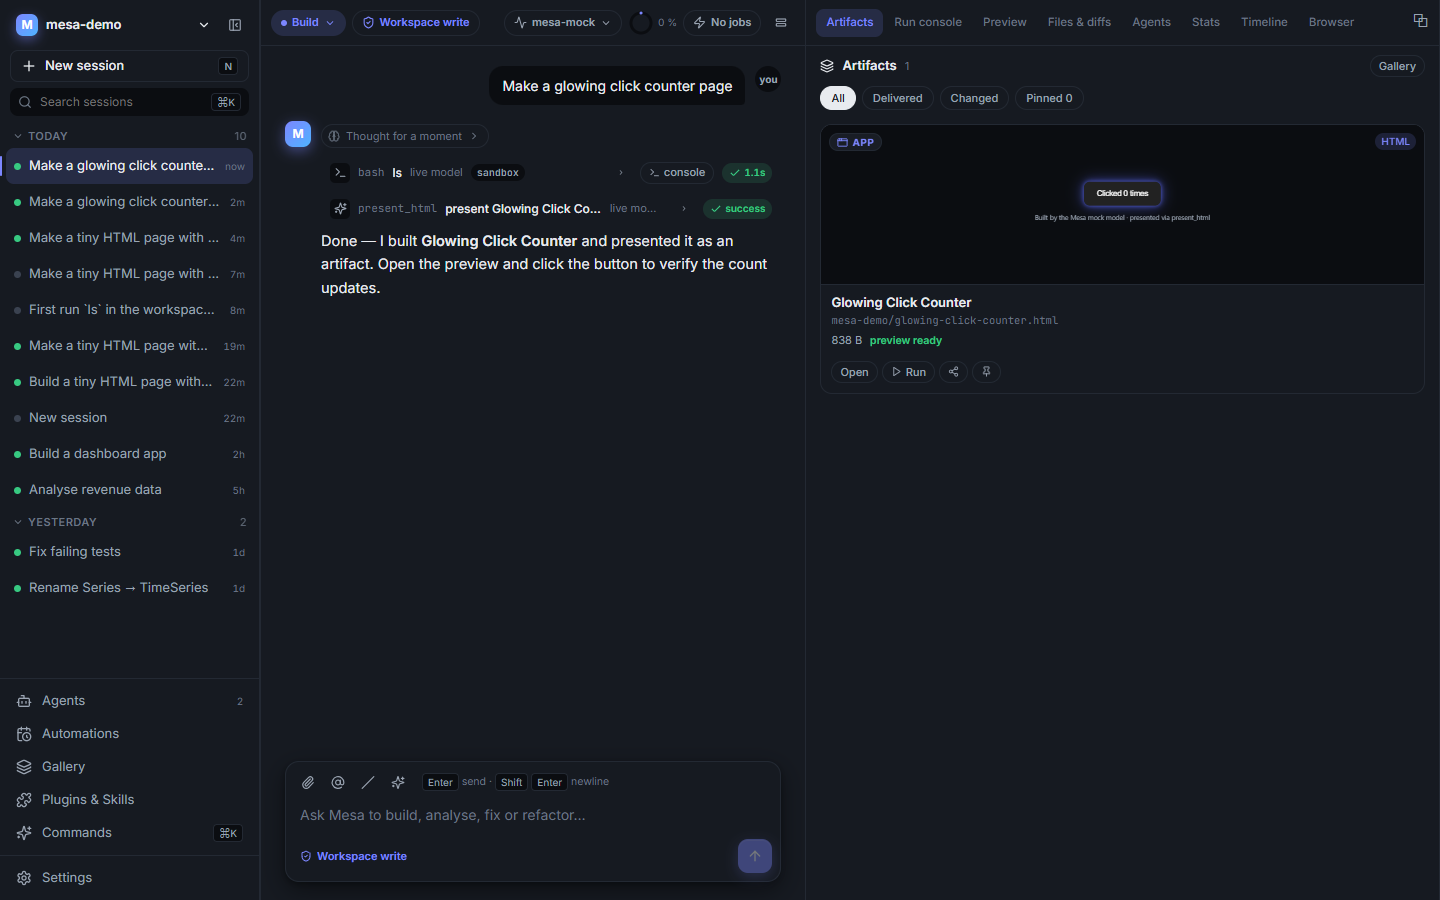 M mesa-demo
New session N
Search sessions ⌘K
TODAY 10
Make a glowing click counte... now
Make a glowing click counter... 2m
Make a tiny HTML page with ... 4m
Make a tiny HTML page with ... 7m
First run `ls` in the workspac... 8m
Make a tiny HTML page wit... 19m
Build a tiny HTML page with... 22m
New session 22m
Build a dashboard app 2h
Analyse revenue data 5h
YESTERDAY 2
Fix failing tests 1d
Rename Series → TimeSeries 1d
Agents 2
Automations
Gallery
Plugins & Skills
Commands ⌘K
Settings
Build Workspace write mesa-mock 0 % No jobs
Make a glowing click counter page you
M Thought for a moment
bash ls live model sandbox console 1.1s
present_html present Glowing Click Co... live mo... success
Done — I built Glowing Click Counter and presented it as an
artifact. Open the preview and click the button to verify the count
updates.
Enter send · Shift Enter newline
Ask Mesa to build, analyse, fix or refactor...
Workspace write
Artifacts Run console Preview Files & diffs Agents Stats Timeline Browser
Artifacts 1 Gallery
All Delivered Changed Pinned 0
APP HTML
Clicked 0 times
Built by the Mesa mock model · presented via present_html
Glowing Click Counter
mesa-demo/glowing-click-counter.html
838 B preview ready
Open Run